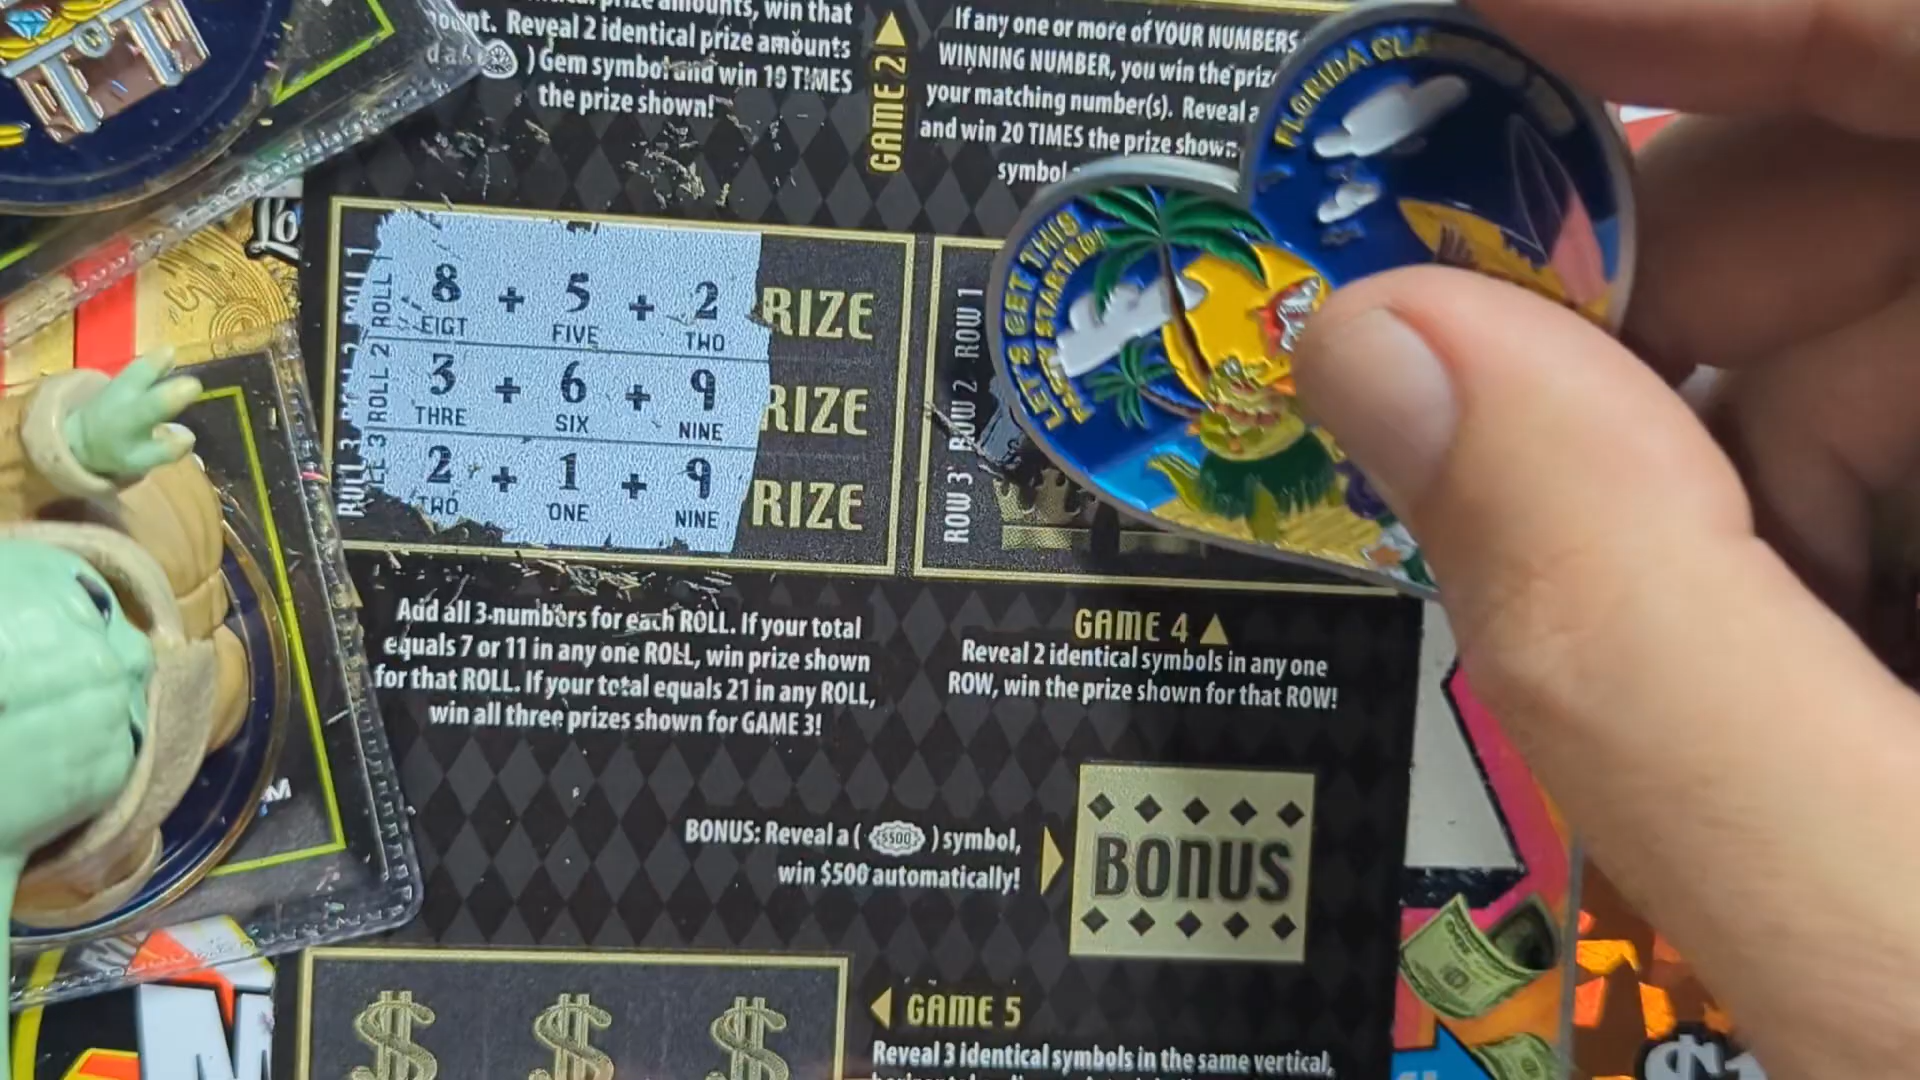 prize amounts, win that
Reveal 2 identical prize amounts
) Gem symbol and win 10 TIMES
the prize shown!
GAME 2
If any one or more of YOUR NUMBERS
WINNING NUMBER, you win the
your matching number(s). Reveal a
and win 20 TIMES the prize shown
symbol
FLORIDA
LET'S GET THIS
PARTY STARTED!
Lo
ROLL 1
ROLL 2
ROLL 3
8 + 5 + 2
EIGT FIVE TWO
3 + 6 + 9
THRE SIX NINE
2 + 1 + 9
TWO ONE NINE
RIZE
RIZE
RIZE
ROW 1
ROW 2
ROW 3
Add all 3-numbers for each ROLL. If your total
equals 7 or 11 in any one ROLL, win prize shown
for that ROLL. If your total equals 21 in any ROLL,
win all three prizes shown for GAME 3!
GAME 4
Reveal 2 identical symbols in any one
ROW, win the prize shown for that ROW!
BONUS: Reveal a ( $500 ) symbol,
win $500 automatically!
BONUS
$ $ $
GAME 5
Reveal 3 identical symbols in the same vertical,